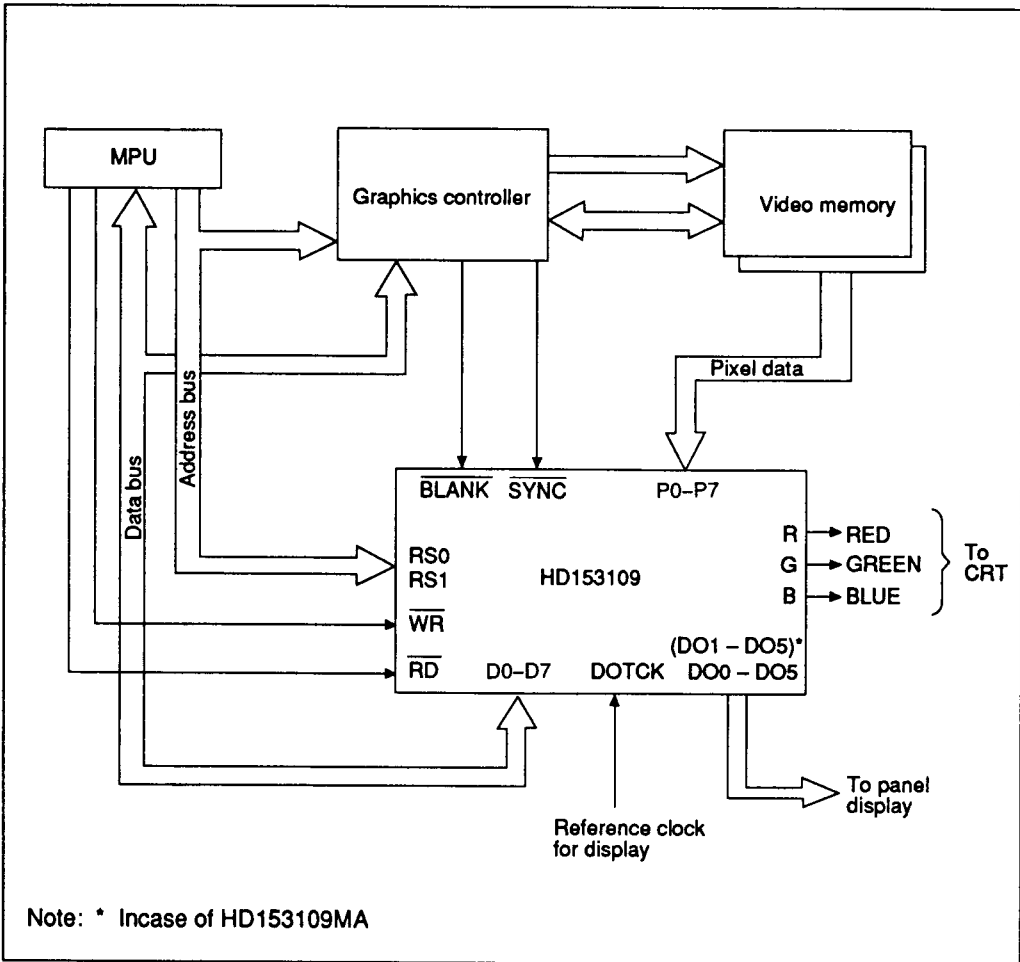 MPU
Graphics controller
Video memory
Pixel data
Address bus
Data bus
BLANK SYNC P0–P7
RS0
RS1
HD153109
WR
RD
D0–D7 DOTCK
R RED
G GREEN
B BLUE
To
CRT
(DO1 – DO5)*
DO0 – DO5
To panel
display
Reference clock
for display
Note: * Incase of HD153109MA